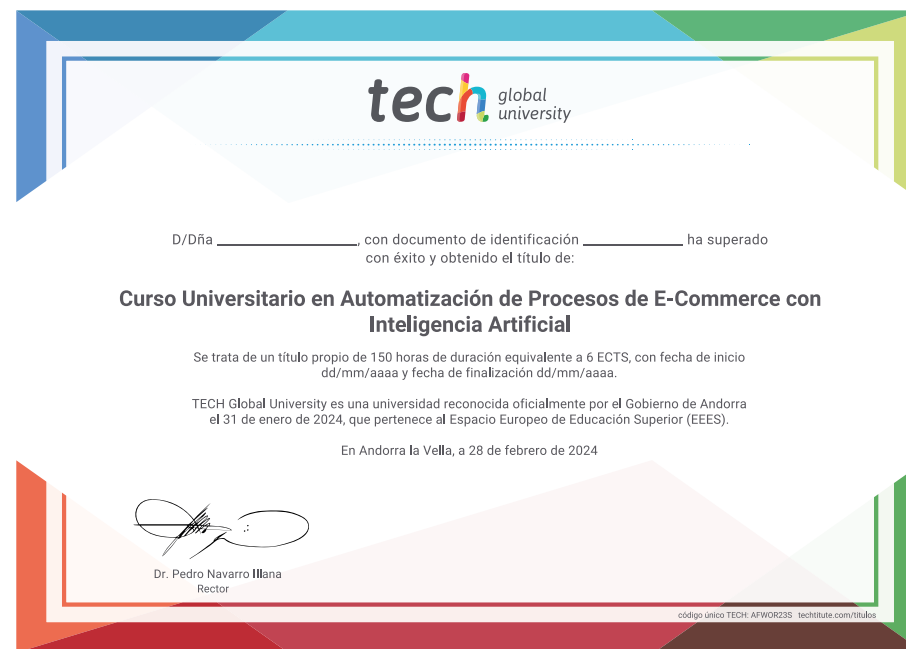 tech global university
D/Dña ________________, con documento de identificación ____________ ha superado
con éxito y obtenido el título de:
Curso Universitario en Automatización de Procesos de E-Commerce con
Inteligencia Artificial
Se trata de un título propio de 150 horas de duración equivalente a 6 ECTS, con fecha de inicio
dd/mm/aaaa y fecha de finalización dd/mm/aaaa.
TECH Global University es una universidad reconocida oficialmente por el Gobierno de Andorra
el 31 de enero de 2024, que pertenece al Espacio Europeo de Educación Superior (EEES).
En Andorra la Vella, a 28 de febrero de 2024
Dr. Pedro Navarro Illana
Rector
código único TECH: AFWOR23S techtitute.com/titulos